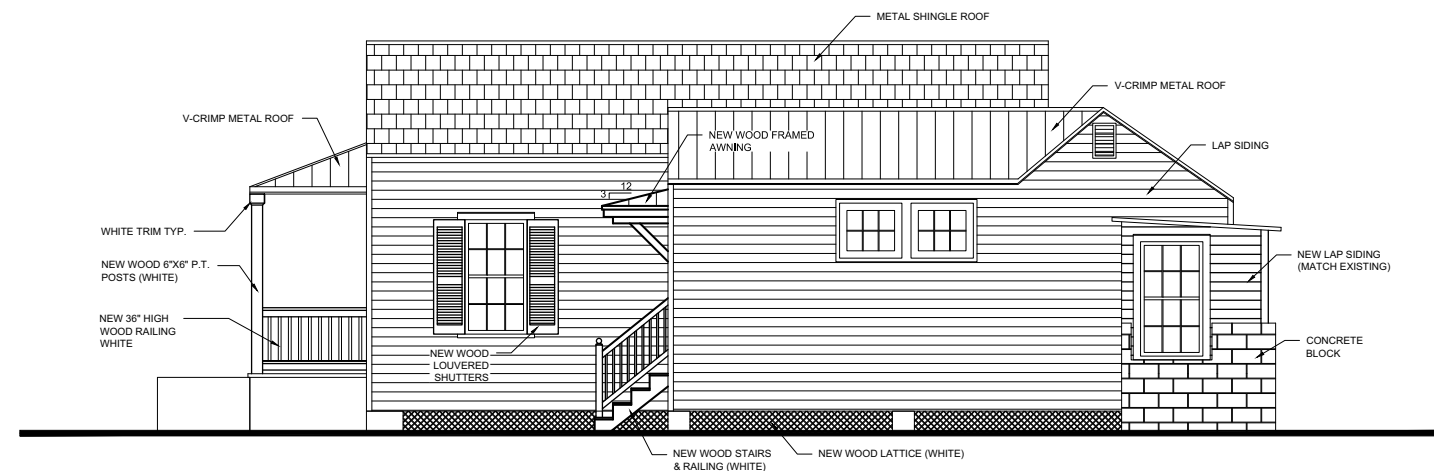 METAL SHINGLE ROOF
V-CRIMP METAL ROOF
V-CRIMP METAL ROOF
NEW WOOD FRAMED
AWNING
LAP SIDING
12
3
WHITE TRIM TYP.
NEW WOOD 6"X6" P.T.
POSTS (WHITE)
NEW LAP SIDING
(MATCH EXISTING)
NEW 36" HIGH
WOOD RAILING
WHITE
NEW WOOD
LOUVERED
SHUTTERS
CONCRETE
BLOCK
NEW WOOD STAIRS
& RAILING (WHITE)
NEW WOOD LATTICE (WHITE)